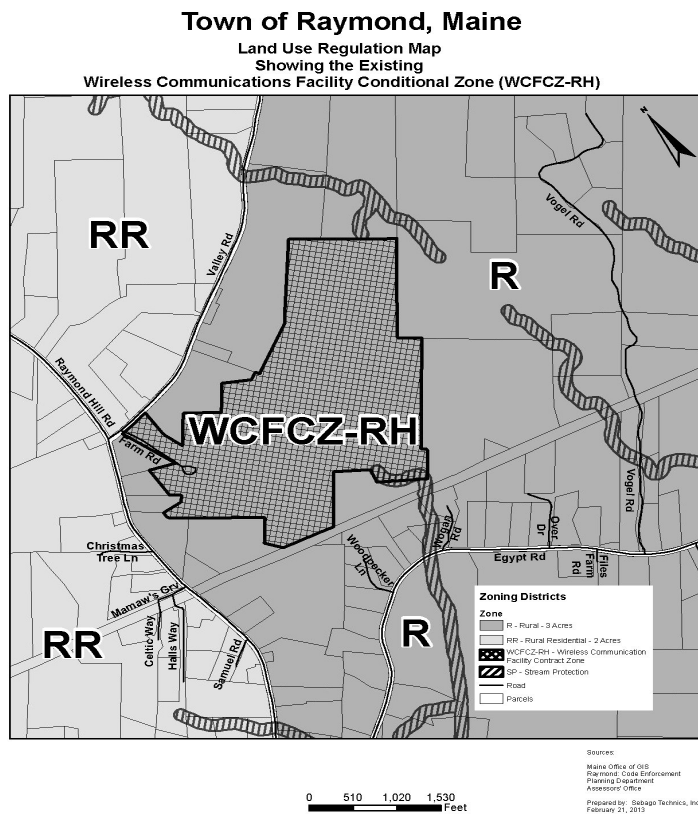 Town of Raymond, Maine
Land Use Regulation Map
Showing the Existing
Wireless Communications Facility Conditional Zone (WCFCZ-RH)
N
Vogel Rd
RR
Valley Rd
R
Raymond Hill Rd
WCFCZ-RH
Farm Rd
Vogel Rd
Woodpecker
Ln
Over
Dr
Egypt Rd
Files
Farm
Rd
Christmas
Tree Ln
Mamaw's Grv
Celtic Way
Halls Way
Samuel Rd
RR
R
Zoning Districts
Zone
R - Rural - 3 Acres
RR - Rural Residential - 2 Acres
WCFCZ-RH - Wireless Communication
Facility Contract Zone
SP - Stream Protection
Road
Parcels
0 510 1,020 1,530
Feet
Sources:
Maine Office of GIS
Raymond: Code Enforcement
Planning Department
Assessors' Office
Prepared by: Sebago Technics, Inc
February 21, 2013